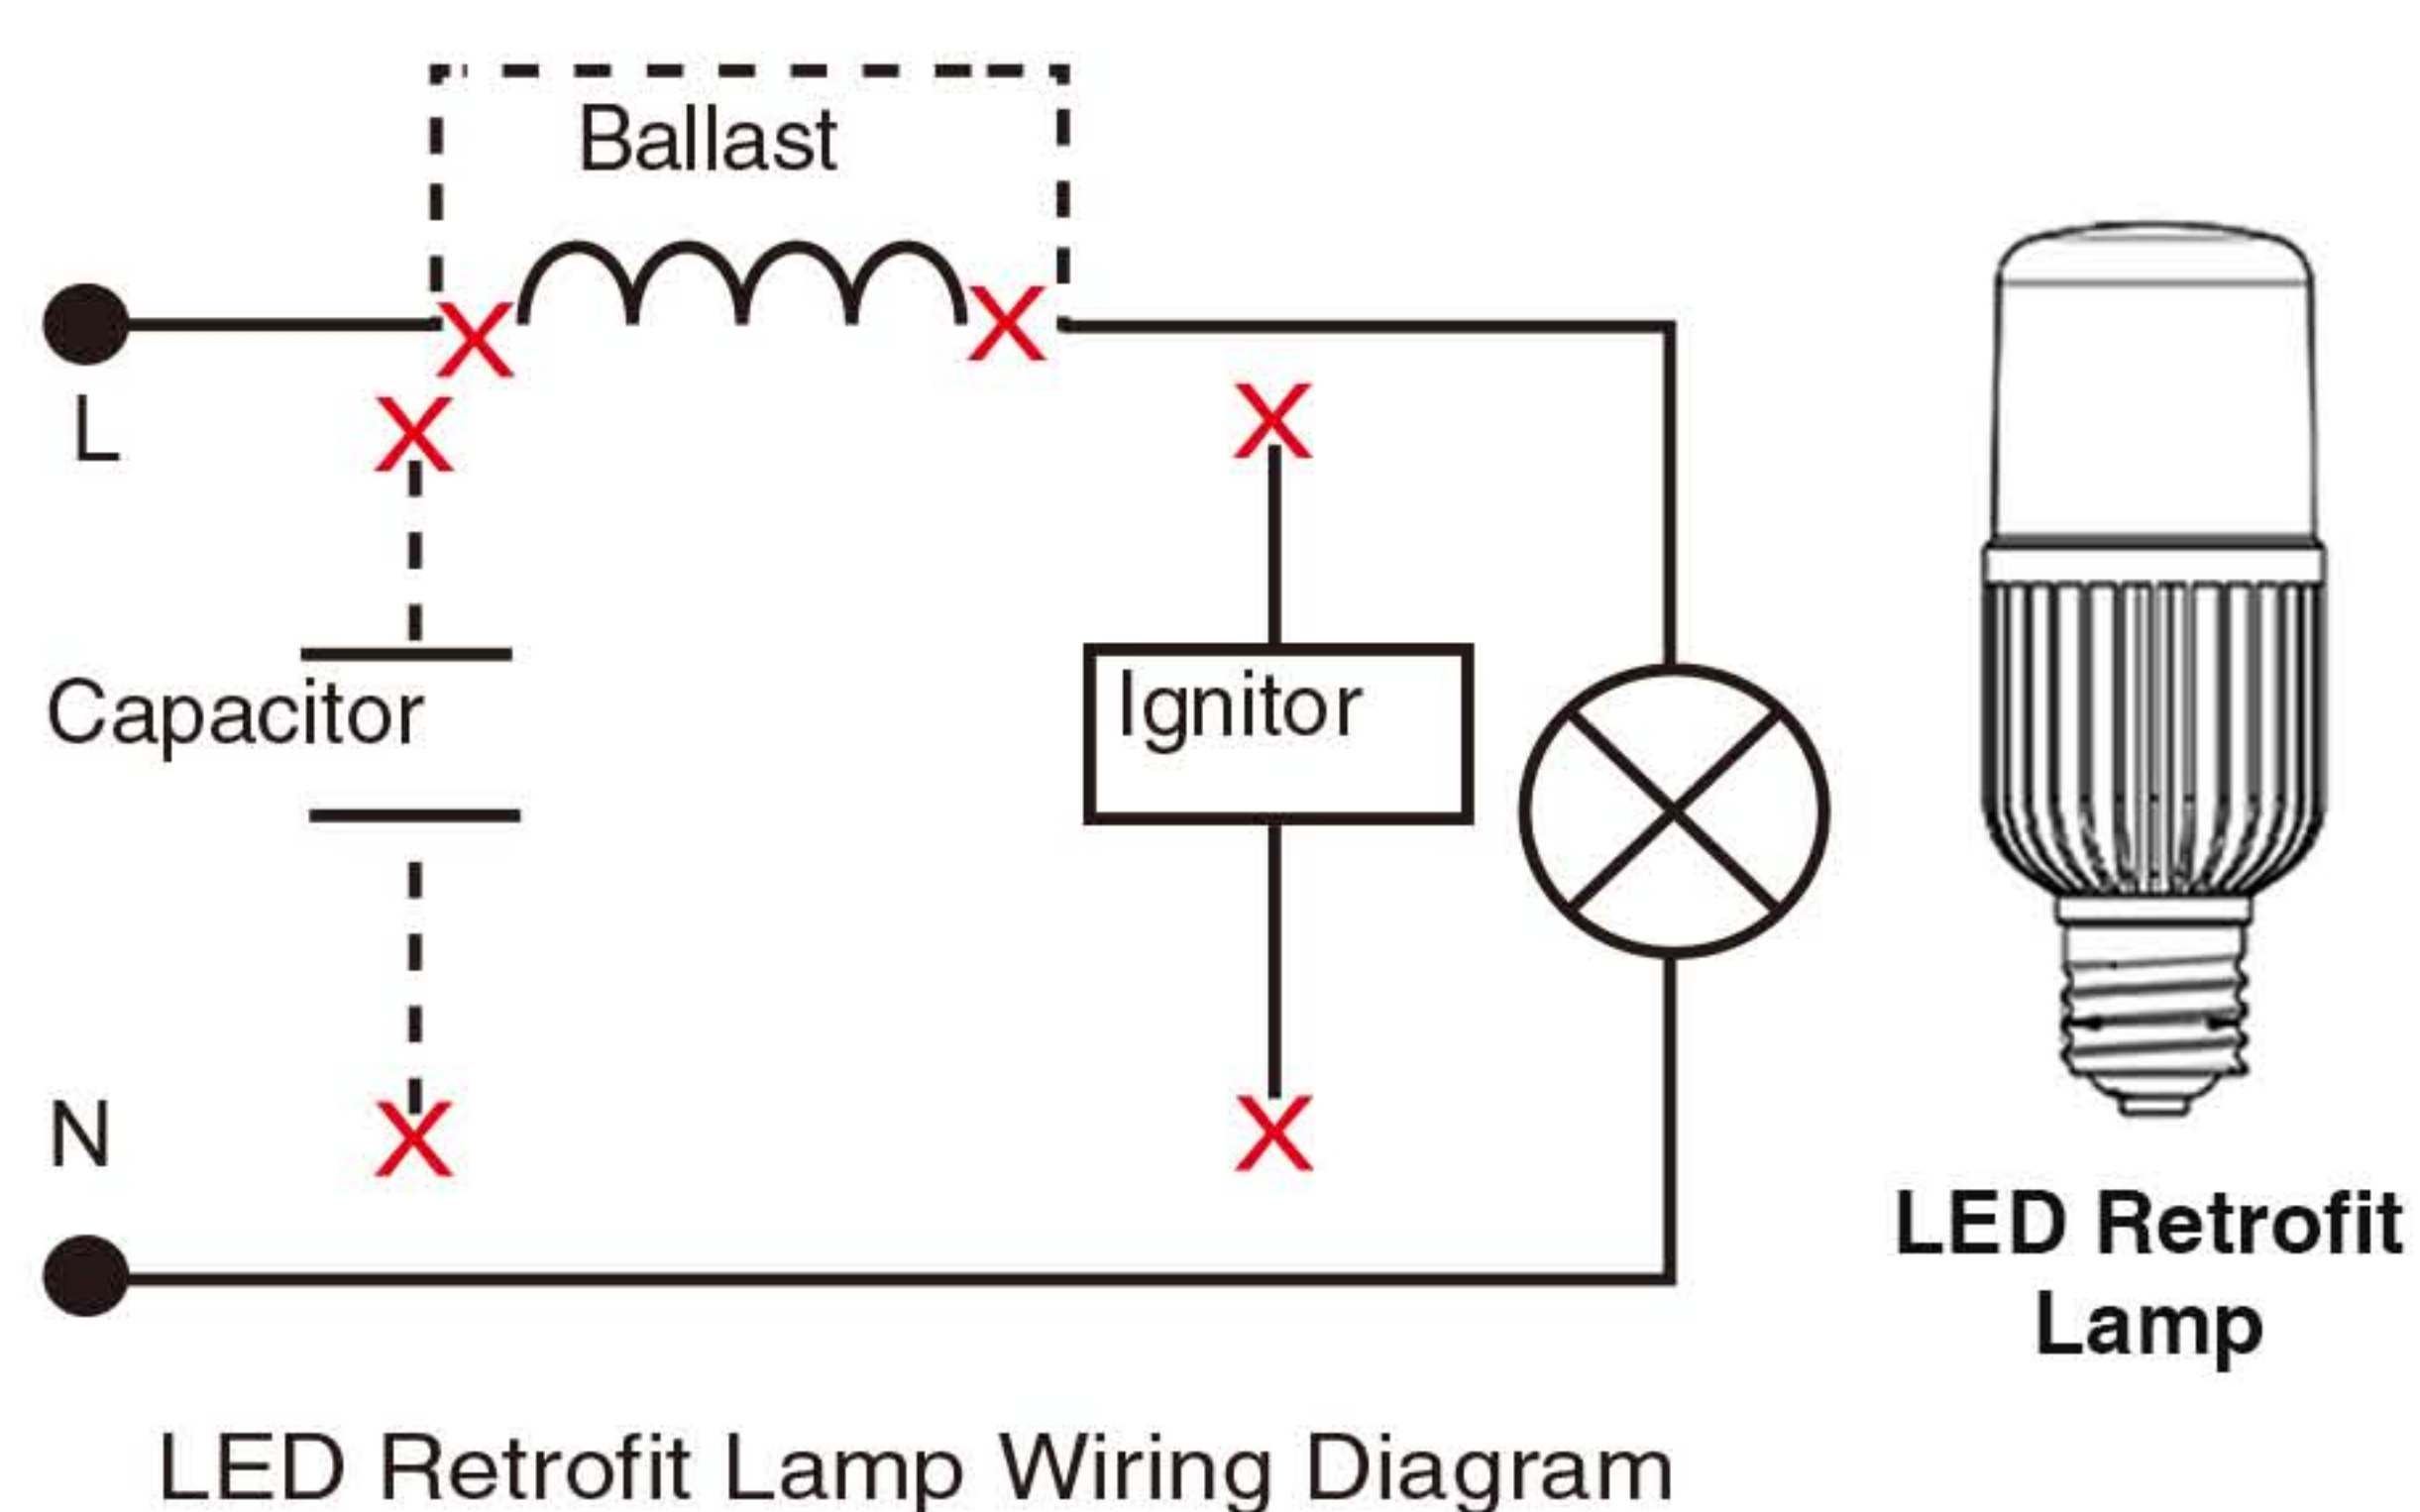 Ballast
L
Capacitor
Ignitor
N
LED Retrofit
Lamp
LED Retrofit Lamp Wiring Diagram